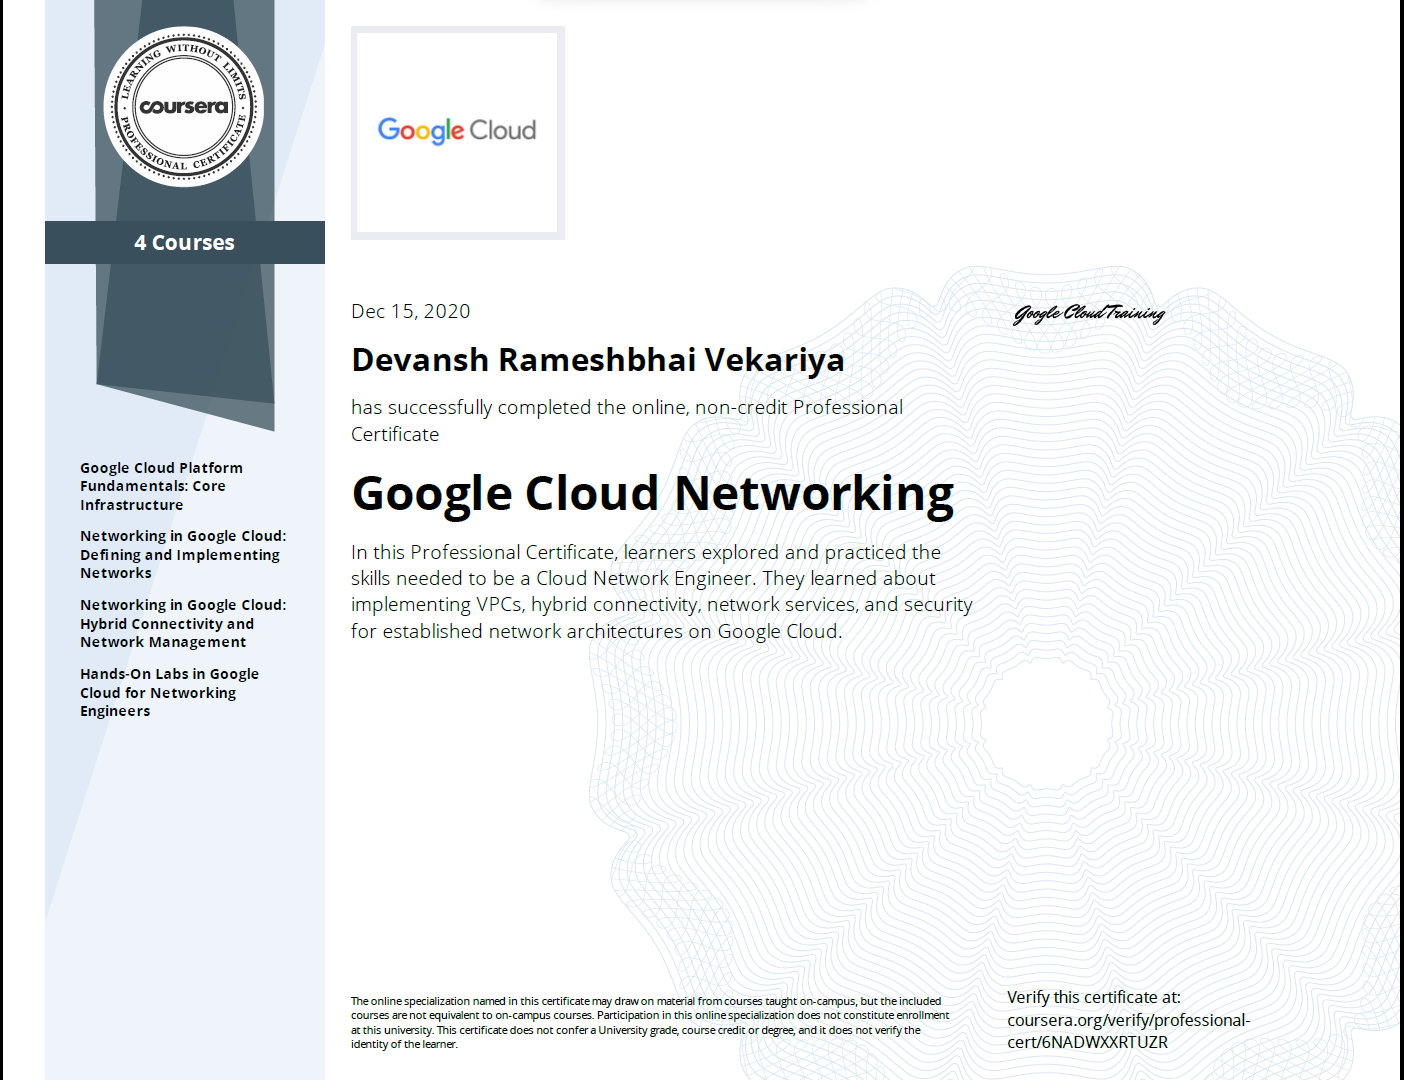 LEARNING WITHOUT LIMITS
coursera
PROFESSIONAL CERTIFICATE
4 Courses
Google Cloud Platform
Fundamentals: Core
Infrastructure
Networking in Google Cloud:
Defining and Implementing
Networks
Networking in Google Cloud:
Hybrid Connectivity and
Network Management
Hands-On Labs in Google
Cloud for Networking
Engineers
Google Cloud
Dec 15, 2020
Devansh Rameshbhai Vekariya
has successfully completed the online, non-credit Professional
Certificate
Google Cloud Networking
In this Professional Certificate, learners explored and practiced the
skills needed to be a Cloud Network Engineer. They learned about
implementing VPCs, hybrid connectivity, network services, and security
for established network architectures on Google Cloud.
Google Cloud Training
The online specialization named in this certificate may draw on material from courses taught on-campus, but the included
courses are not equivalent to on-campus courses. Participation in this online specialization does not constitute enrollment
at this university. This certificate does not confer a University grade, course credit or degree, and it does not verify the
identity of the learner.
Verify this certificate at:
coursera.org/verify/professional-
cert/6NADWXXRTUZR